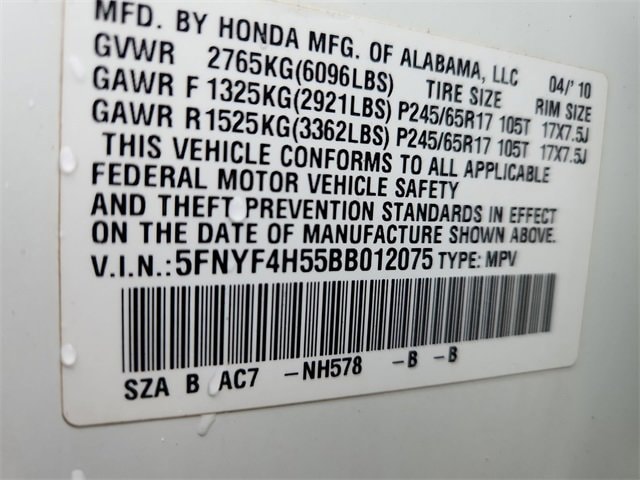 MFD. BY HONDA MFG. OF ALABAMA, LLC 04/'10
GVWR 2765KG(6096LBS) TIRE SIZE RIM SIZE
GAWR F 1325KG(2921LBS) P245/65R17 105T 17X7.5J
GAWR R 1525KG(3362LBS) P245/65R17 105T 17X7.5J
THIS VEHICLE CONFORMS TO ALL APPLICABLE
FEDERAL MOTOR VEHICLE SAFETY
AND THEFT PREVENTION STANDARDS IN EFFECT
ON THE DATE OF MANUFACTURE SHOWN ABOVE.
V.I.N.: 5FNYF4H55BB012075 TYPE: MPV
SZA B AC7 -NH578 -B -B